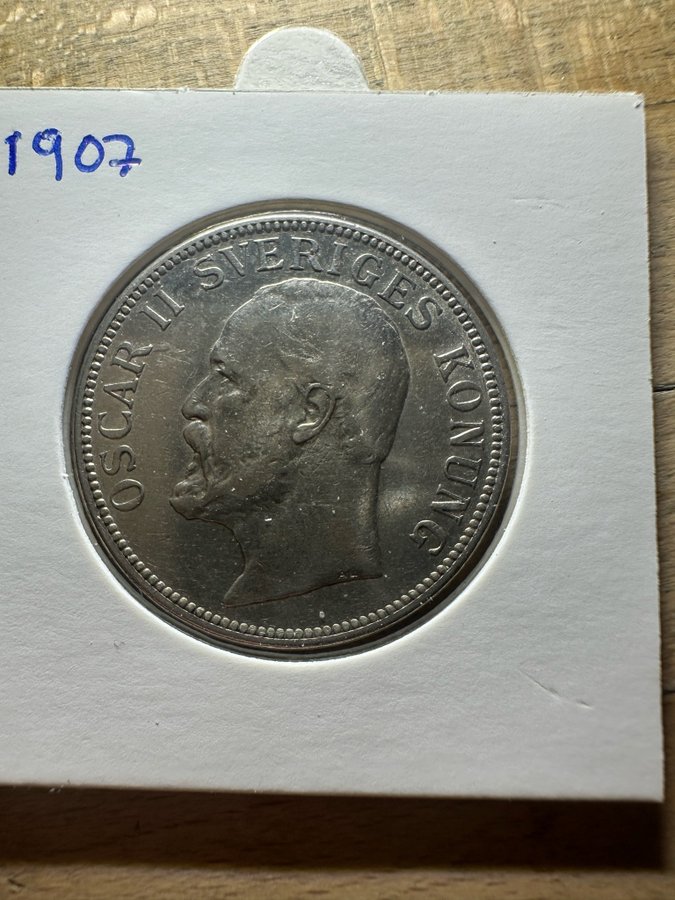 1907
OSCAR II SVERIGES KONUNG